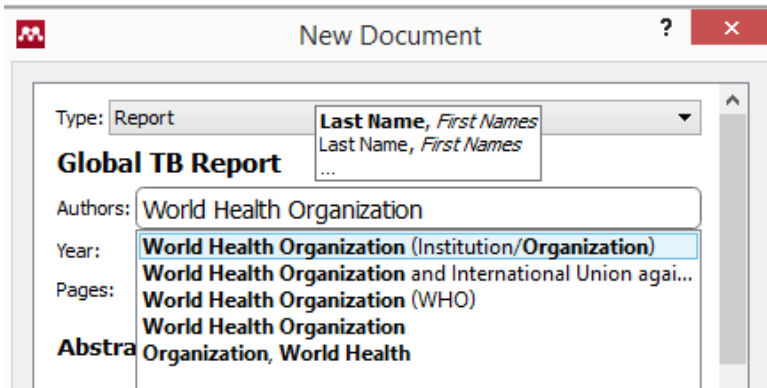 New Document
?
×
Type: Report
Last Name, First Names
Last Name, First Names
...
Global TB Report
Authors: World Health Organization
Year:
World Health Organization (Institution/Organization)
World Health Organization and International Union agai...
Pages:
World Health Organization (WHO)
World Health Organization
Abstra
Organization, World Health